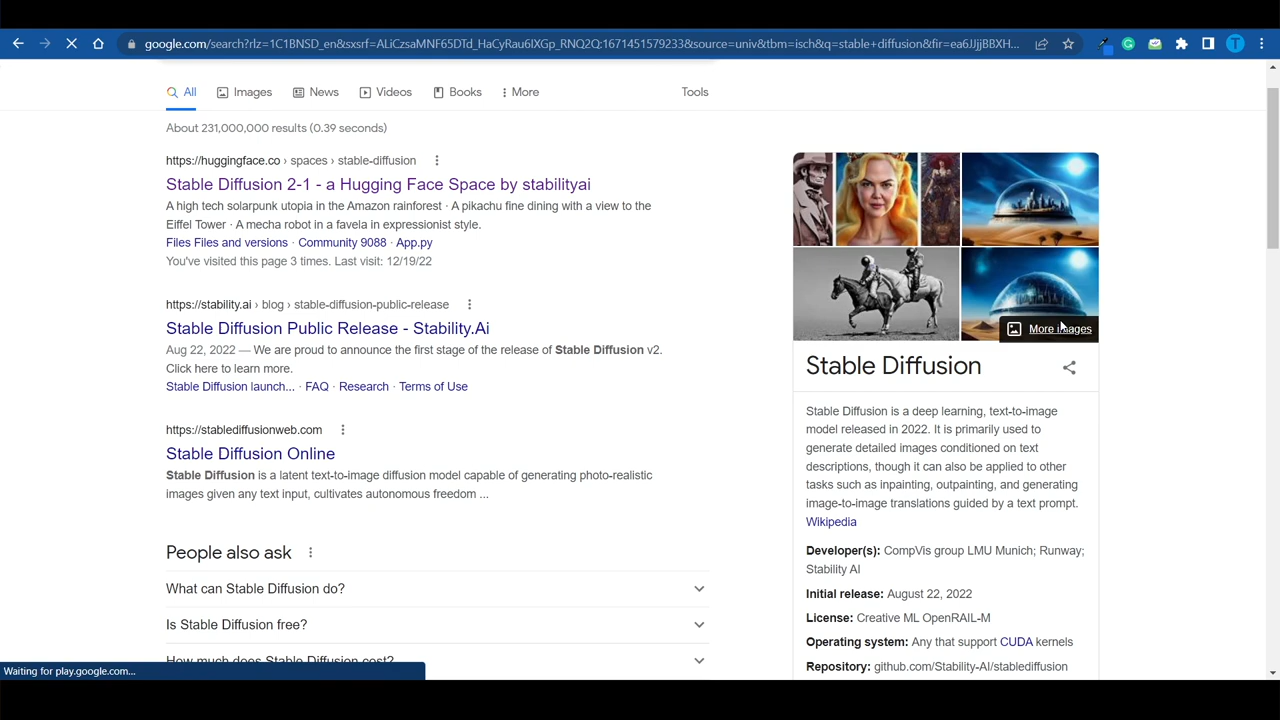 google.com/search?rlz=1C1BNSD_en&sxsrf=ALiCzsaMNF65DTd_HaCyRau6IXGp_RNQ2Q:1671451579233&source=univ&tbm=isch&q=stable+diffusion&fir=ea6JJjjBBXH...
T
All Images News Videos Books More Tools
About 231,000,000 results (0.39 seconds)
https://huggingface.co › spaces › stable-diffusion
Stable Diffusion 2-1 - a Hugging Face Space by stabilityai
A high tech solarpunk utopia in the Amazon rainforest · A pikachu fine dining with a view to the
Eiffel Tower · A mecha robot in a favela in expressionist style.
Files Files and versions · Community 9088 · App.py
You've visited this page 3 times. Last visit: 12/19/22
https://stability.ai › blog › stable-diffusion-public-release
Stable Diffusion Public Release - Stability.Ai
Aug 22, 2022 — We are proud to announce the first stage of the release of Stable Diffusion v2.
Click here to learn more.
Stable Diffusion launch... · FAQ · Research · Terms of Use
https://stablediffusionweb.com
Stable Diffusion Online
Stable Diffusion is a latent text-to-image diffusion model capable of generating photo-realistic
images given any text input, cultivates autonomous freedom ...
People also ask
What can Stable Diffusion do?
Is Stable Diffusion free?
How much does Stable Diffusion cost?
Waiting for play.google.com...
More images
Stable Diffusion
Stable Diffusion is a deep learning, text-to-image
model released in 2022. It is primarily used to
generate detailed images conditioned on text
descriptions, though it can also be applied to other
tasks such as inpainting, outpainting, and generating
image-to-image translations guided by a text prompt.
Wikipedia
Developer(s): CompVis group LMU Munich; Runway;
Stability AI
Initial release: August 22, 2022
License: Creative ML OpenRAIL-M
Operating system: Any that support CUDA kernels
Repository: github.com/Stability-AI/stablediffusion